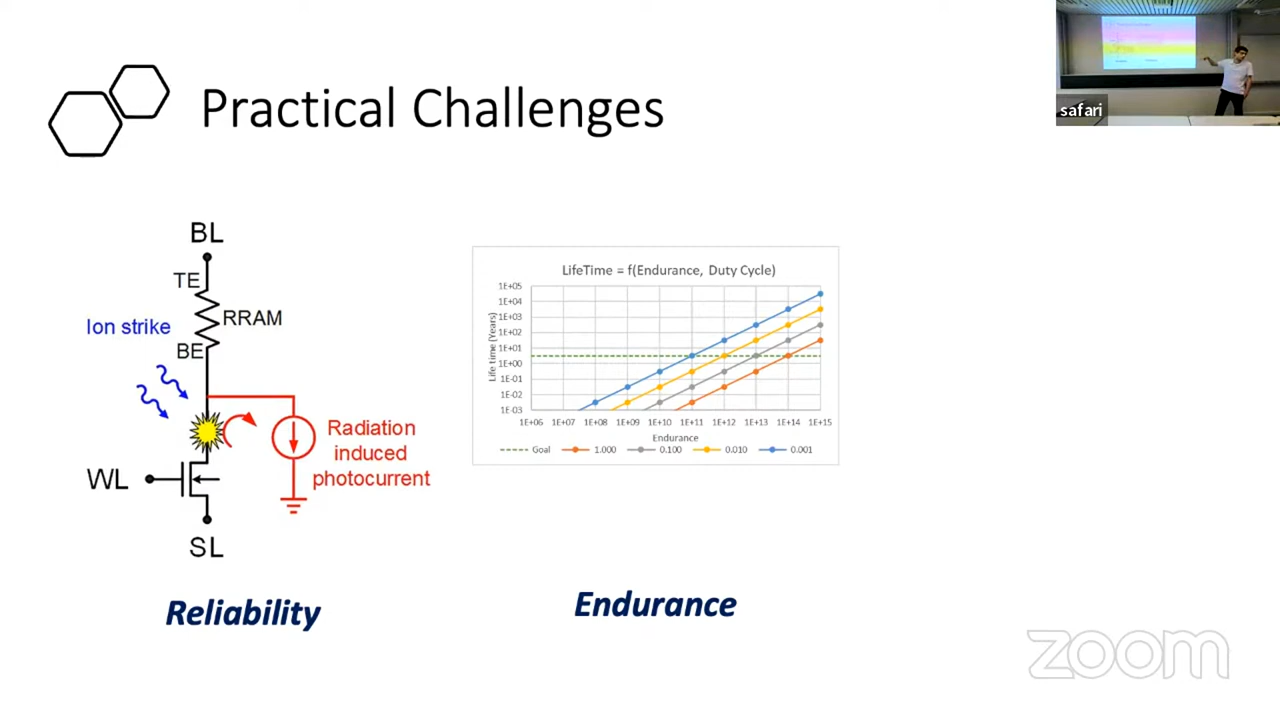 safari
Practical Challenges
BL
TE
RRAM
Ion strike
BE
Radiation
induced
photocurrent
WL
SL
Reliability
LifeTime = f(Endurance, Duty Cycle)
Life time (Years)
1E+05
1E+04
1E+03
1E+02
1E+01
1E+00
1E-01
1E-02
1E-03
1E+06 1E+07 1E+08 1E+09 1E+10 1E+11 1E+12 1E+13 1E+14 1E+15
Endurance
Goal 1.000 0.100 0.010 0.001
Endurance
zoom